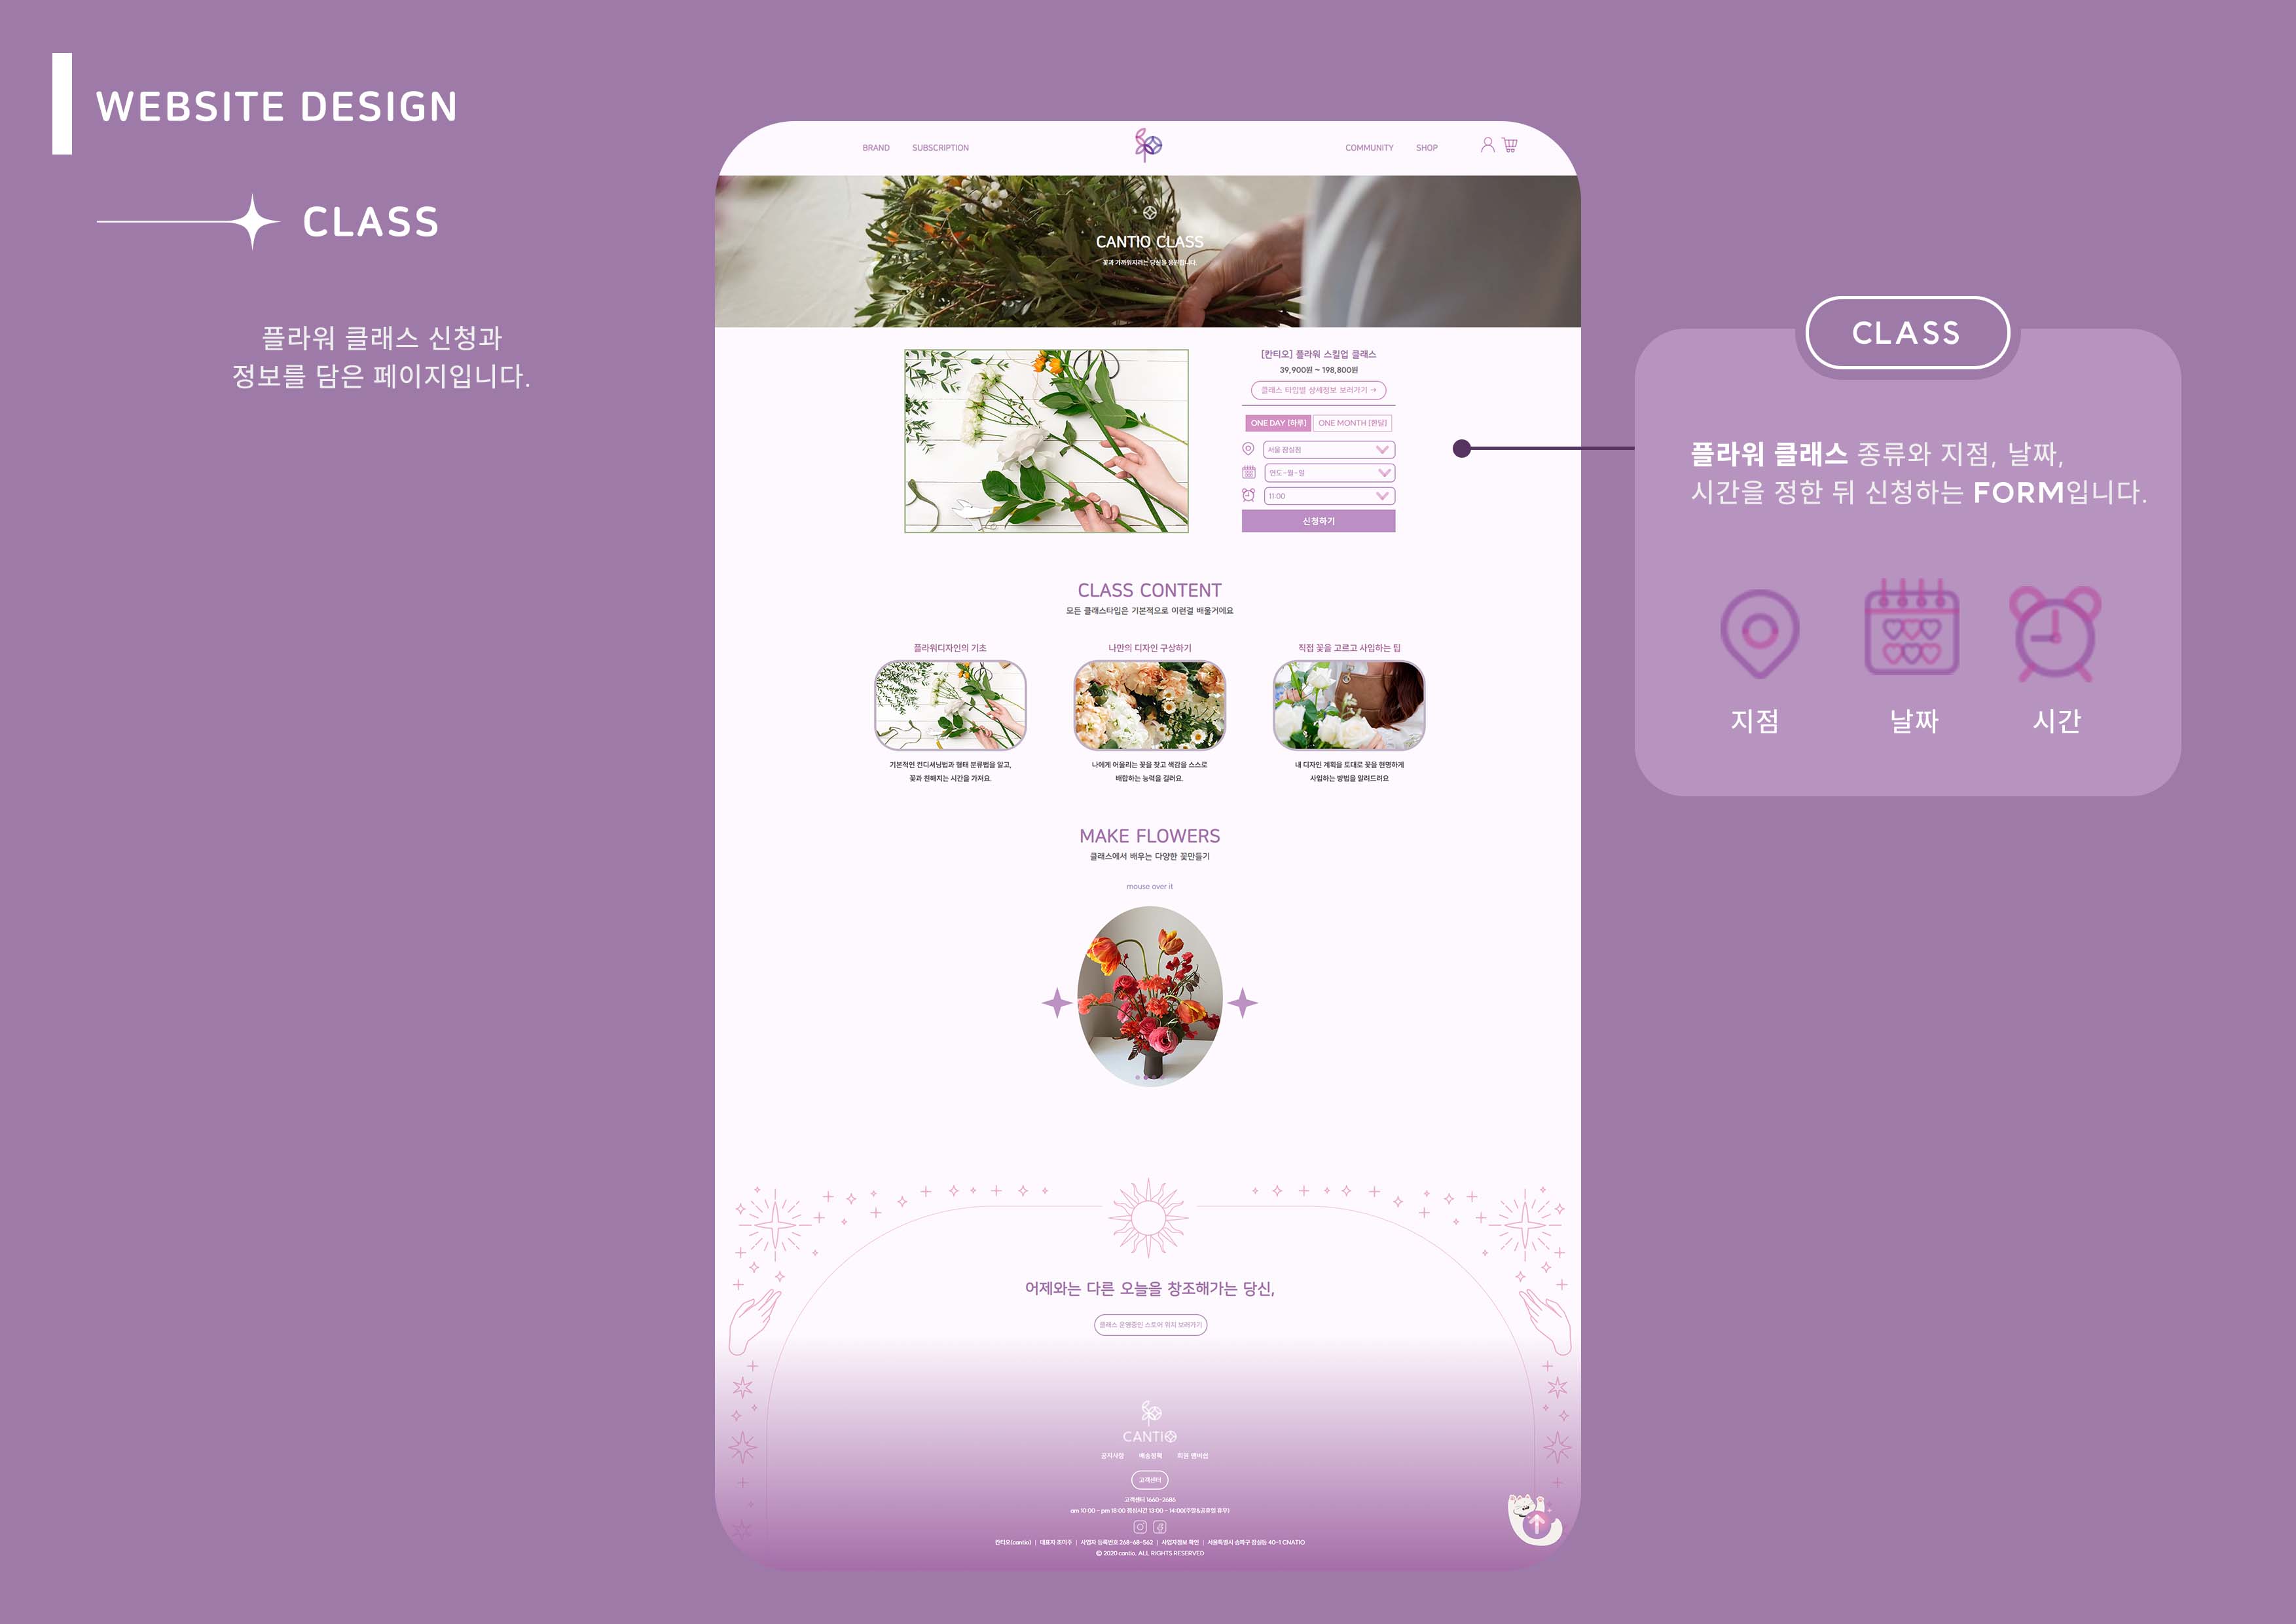 WEBSITE DESIGN
CLASS
플라워 클래스 신청과
정보를 담은 페이지입니다.
BRAND SUBSCRIPTION COMMUNITY SHOP
CANTIO CLASS
꽃과 가까워지려는 당신을 응원합니다.
[칸티오] 플라워 스킬업 클래스
39,900원 ~ 198,800원
클래스 타입별 상세정보 보러가기 →
ONE DAY [하루] ONE MONTH [한달]
서울 잠실점
연도-월-일
11:00
신청하기
CLASS CONTENT
모든 클래스타입은 기본적으로 이런걸 배울거에요
플라워디자인의 기초
나만의 디자인 구상하기
직접 꽃을 고르고 사입하는 팁
기본적인 컨디셔닝법과 형태 분류법을 알고,
꽃과 친해지는 시간을 가져요.
나에게 어울리는 꽃을 찾고 색감을 스스로
배합하는 능력을 길러요.
내 디자인 계획을 토대로 꽃을 현명하게
사입하는 방법을 알려드려요
MAKE FLOWERS
클래스에서 배우는 다양한 꽃만들기
mouse over it
어제와는 다른 오늘을 창조해가는 당신,
클래스 운영중인 스토어 위치 보러가기
CANTIO
공지사항 배송정책 회원 멤버쉽
고객센터
고객센터 1660-2686
am 10:00 - pm 18:00 점심시간 13:00 - 14:00(주말&공휴일 휴무)
칸티오(cantio) | 대표자 조미주 | 사업자 등록번호 268-68-562 | 사업자정보 확인 | 서울특별시 송파구 잠실동 40-1 CNATIO
© 2020 cantio. ALL RIGHTS RESERVED
CLASS
플라워 클래스 종류와 지점, 날짜,
시간을 정한 뒤 신청하는 FORM입니다.
지점 날짜 시간